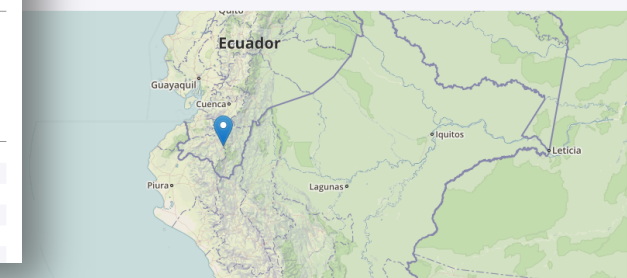 Quito
Ecuador
Guayaquil
Cuenca
Iquitos
Leticia
Piura
Lagunas